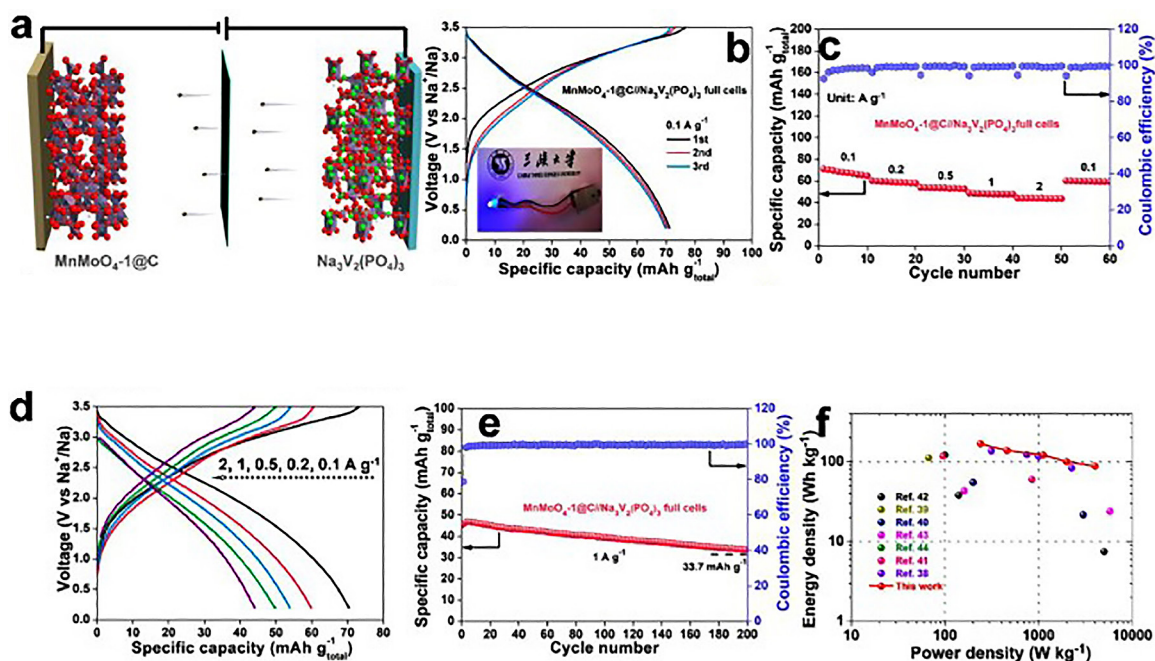 a
MnMoO₄-1@C
Na₃V₂(PO₄)₃
b
Voltage (V vs Na⁺/Na)
3.5
3.0
2.5
2.0
1.5
1.0
0.5
0.0
MnMoO₄-1@C//Na₃V₂(PO₄)₃ full cells
0.1 A g⁻¹
1st
2nd
3rd
三峡大学
0 10 20 30 40 50 60 70 80 90 100
Specific capacity (mAh g⁻¹total)
c
Specific capacity (mAh g⁻¹total)
200
180
160
140
120
100
80
60
40
20
0
Unit: A g⁻¹
MnMoO₄-1@C//Na₃V₂(PO₄)₃full cells
0.1
0.2
0.5
1
2
0.1
0 10 20 30 40 50 60
Cycle number
120
100
80
60
40
20
0
Coulombic efficiency (%)
d
Voltage (V vs Na⁺/Na)
3.5
3.0
2.5
2.0
1.5
1.0
0.5
0.0
2, 1, 0.5, 0.2, 0.1 A g⁻¹
0 10 20 30 40 50 60 70 80
Specific capacity (mAh g⁻¹total)
e
Specific capacity (mAh g⁻¹total)
100
90
80
70
60
50
40
30
20
10
0
MnMoO₄-1@C//Na₃V₂(PO₄)₃ full cells
1 A g⁻¹
33.7 mAh g⁻¹
0 20 40 60 80 100 120 140 160 180 200
Cycle number
120
100
80
60
40
20
0
Coulombic efficiency (%)
f
Energy density (Wh kg⁻¹)
100
10
1
Ref. 42
Ref. 39
Ref. 40
Ref. 43
Ref. 44
Ref. 41
Ref. 38
This work
10 100 1000 10000
Power density (W kg⁻¹)